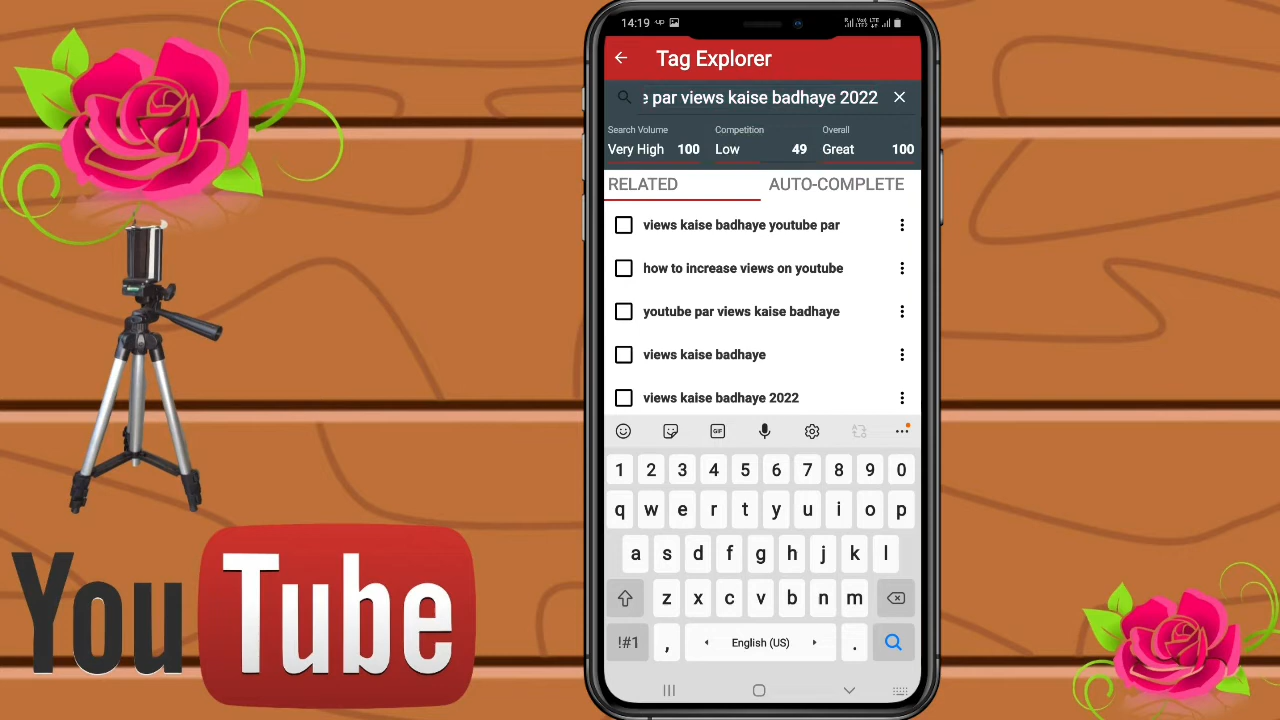 14:19
Tag Explorer
e par views kaise badhaye 2022
Search Volume Competition Overall
Very High 100 Low 49 Great 100
RELATED AUTO-COMPLETE
views kaise badhaye youtube par
how to increase views on youtube
youtube par views kaise badhaye
views kaise badhaye
views kaise badhaye 2022
GIF
1 2 3 4 5 6 7 8 9 0
q w e r t y u i o p
a s d f g h j k l
z x c v b n m
!#1 , English (US) .
YouTube